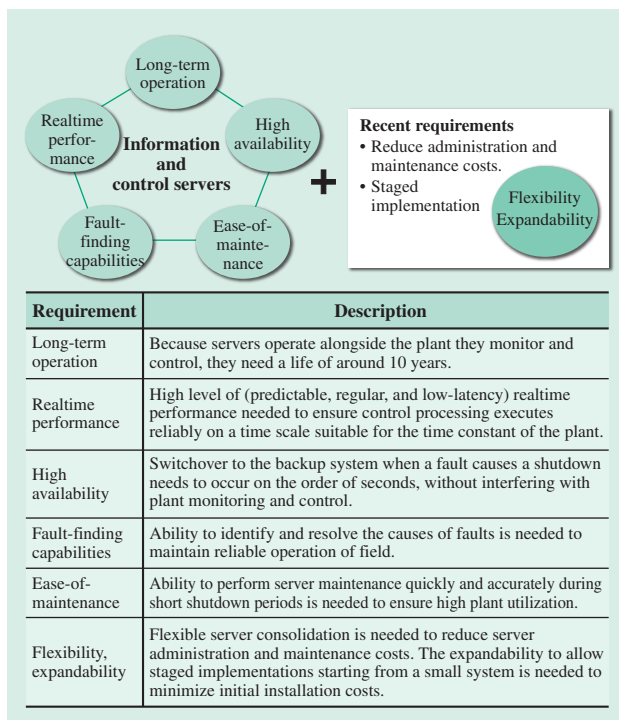 Long-term
operation
Realtime
perfor-
mance
High
availability
Information
and
control servers
Fault-
finding
capabilities
Ease-of-
mainte-
nance
+
Recent requirements
• Reduce administration and
maintenance costs.
• Staged
implementation
Flexibility
Expandability
Requirement
Description
Long-term
operation
Because servers operate alongside the plant they monitor and
control, they need a life of around 10 years.
Realtime
performance
High level of (predictable, regular, and low-latency) realtime
performance needed to ensure control processing executes
reliably on a time scale suitable for the time constant of the plant.
High
availability
Switchover to the backup system when a fault causes a shutdown
needs to occur on the order of seconds, without interfering with
plant monitoring and control.
Fault-finding
capabilities
Ability to identify and resolve the causes of faults is needed to
maintain reliable operation of field.
Ease-of-
maintenance
Ability to perform server maintenance quickly and accurately during
short shutdown periods is needed to ensure high plant utilization.
Flexibility,
expandability
Flexible server consolidation is needed to reduce server
administration and maintenance costs. The expandability to allow
staged implementations starting from a small system is needed to
minimize initial installation costs.